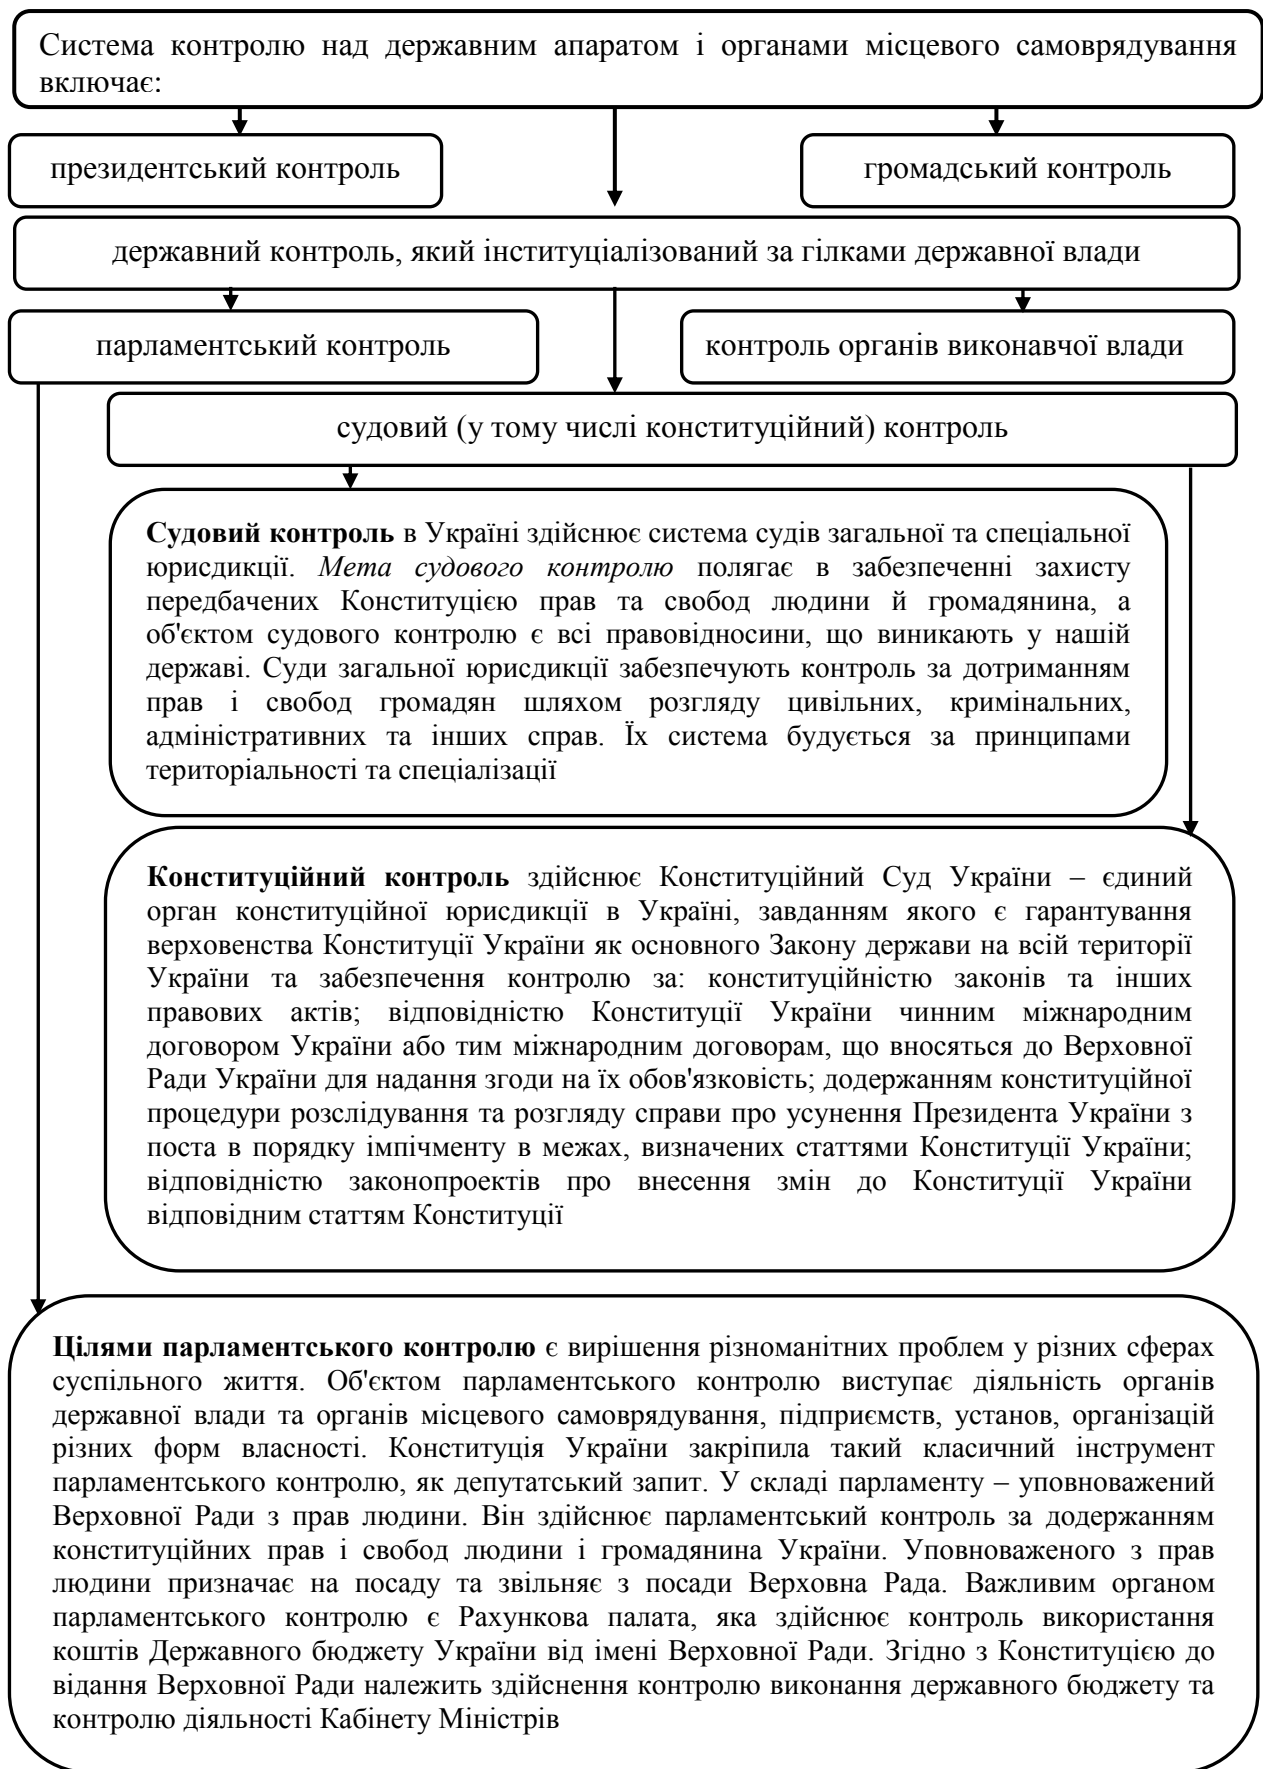 Система контролю над державним апаратом і органами місцевого самоврядування
включає:
президентський контроль
громадський контроль
державний контроль, який інституціалізований за гілками державної влади
парламентський контроль
контроль органів виконавчої влади
судовий (у тому числі конституційний) контроль
Судовий контроль в Україні здійснює система судів загальної та спеціальної
юрисдикції. Мета судового контролю полягає в забезпеченні захисту
передбачених Конституцією прав та свобод людини й громадянина, а
об'єктом судового контролю є всі правовідносини, що виникають у нашій
державі. Суди загальної юрисдикції забезпечують контроль за дотриманням
прав і свобод громадян шляхом розгляду цивільних, кримінальних,
адміністративних та інших справ. Їх система будується за принципами
територіальності та спеціалізації
Конституційний контроль здійснює Конституційний Суд України – єдиний
орган конституційної юрисдикції в Україні, завданням якого є гарантування
верховенства Конституції України як основного Закону держави на всій території
України та забезпечення контролю за: конституційністю законів та інших
правових актів; відповідністю Конституції України чинним міжнародним
договором України або тим міжнародним договорам, що вносяться до Верховної
Ради України для надання згоди на їх обов'язковість; додержанням конституційної
процедури розслідування та розгляду справи про усунення Президента України з
поста в порядку імпічменту в межах, визначених статтями Конституції України;
відповідністю законопроектів про внесення змін до Конституції України
відповідним статтям Конституції
Цілями парламентського контролю є вирішення різноманітних проблем у різних сферах
суспільного життя. Об'єктом парламентського контролю виступає діяльність органів
державної влади та органів місцевого самоврядування, підприємств, установ, організацій
різних форм власності. Конституція України закріпила такий класичний інструмент
парламентського контролю, як депутатський запит. У складі парламенту – уповноважений
Верховної Ради з прав людини. Він здійснює парламентський контроль за додержанням
конституційних прав і свобод людини і громадянина України. Уповноваженого з прав
людини призначає на посаду та звільняє з посади Верховна Рада. Важливим органом
парламентського контролю є Рахункова палата, яка здійснює контроль використання
коштів Державного бюджету України від імені Верховної Ради. Згідно з Конституцією до
відання Верховної Ради належить здійснення контролю виконання державного бюджету та
контролю діяльності Кабінету Міністрів